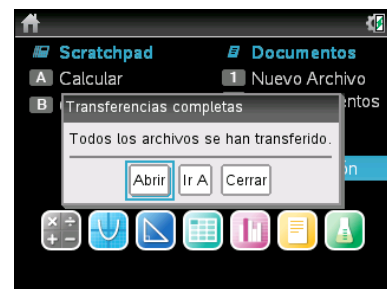 Scratchpad
Documentos
A Calcular
1 Nuevo Archivo
B
entos
Transferencias completas
Todos los archivos se han transferido.
Abrir Ir A Cerrar
ón